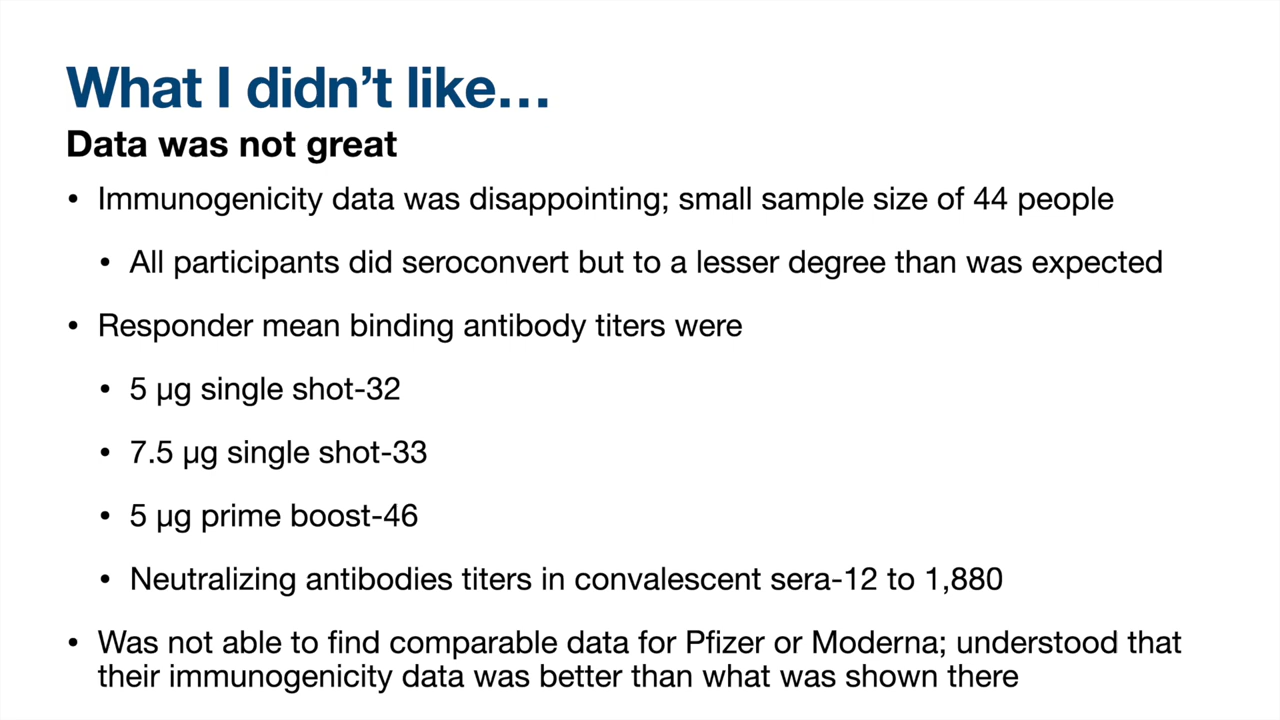 What I didn’t like…
Data was not great
• Immunogenicity data was disappointing; small sample size of 44 people
• All participants did seroconvert but to a lesser degree than was expected
• Responder mean binding antibody titers were
• 5 µg single shot-32
• 7.5 µg single shot-33
• 5 µg prime boost-46
• Neutralizing antibodies titers in convalescent sera-12 to 1,880
• Was not able to find comparable data for Pfizer or Moderna; understood that
their immunogenicity data was better than what was shown there